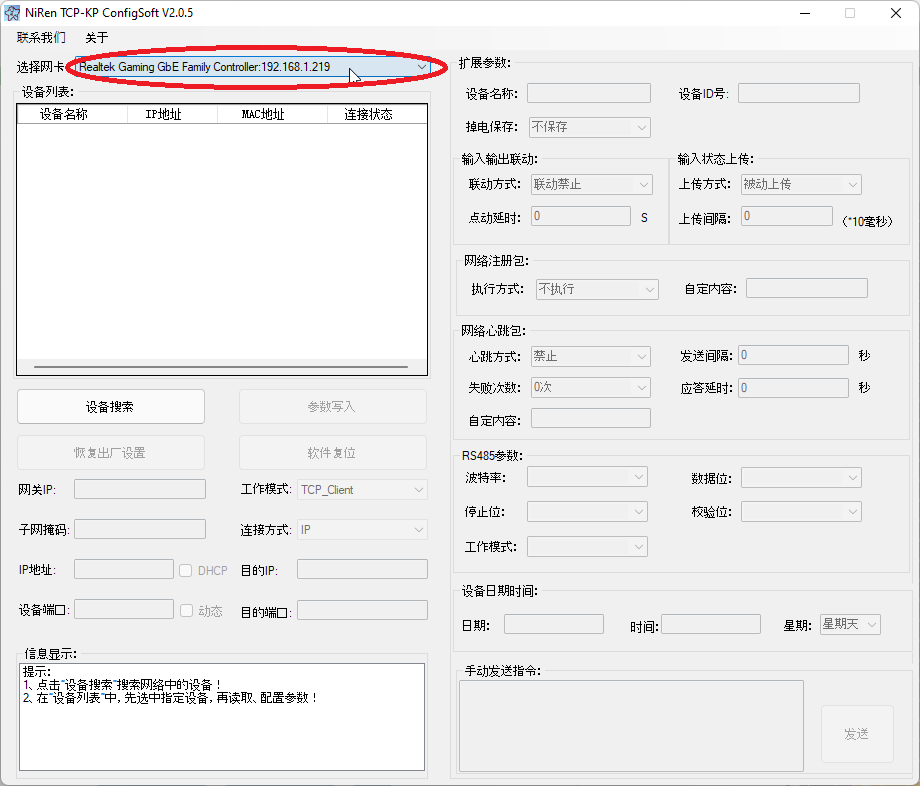 NiRen TCP-KP ConfigSoft V2.0.5
联系我们 关于
选择网卡 Realtek Gaming GbE Family Controller:192.168.1.219
设备列表:
设备名称 IP地址 MAC地址 连接状态
设备搜索 参数写入
恢复出厂设置 软件复位
网关IP: 工作模式: TCP_Client
子网掩码: 连接方式: IP
IP地址: DHCP 目的IP:
设备端口: 动态 目的端口:
信息显示:
提示:
1、点击"设备搜索"搜索网络中的设备！
2、在"设备列表"中，先选中指定设备，再读取、配置参数！
扩展参数:
设备名称: 设备ID号:
掉电保存: 不保存
输入输出联动:
联动方式: 联动禁止
点动延时: 0 S
输入状态上传:
上传方式: 被动上传
上传间隔: 0 (*10毫秒)
网络注册包:
执行方式: 不执行 自定内容:
网络心跳包:
心跳方式: 禁止 发送间隔: 0 秒
失败次数: 0次 应答延时: 0 秒
自定内容:
RS485参数:
波特率: 数据位:
停止位: 校验位:
工作模式:
设备日期时间:
日期: 时间: 星期: 星期天
手动发送指令:
发送